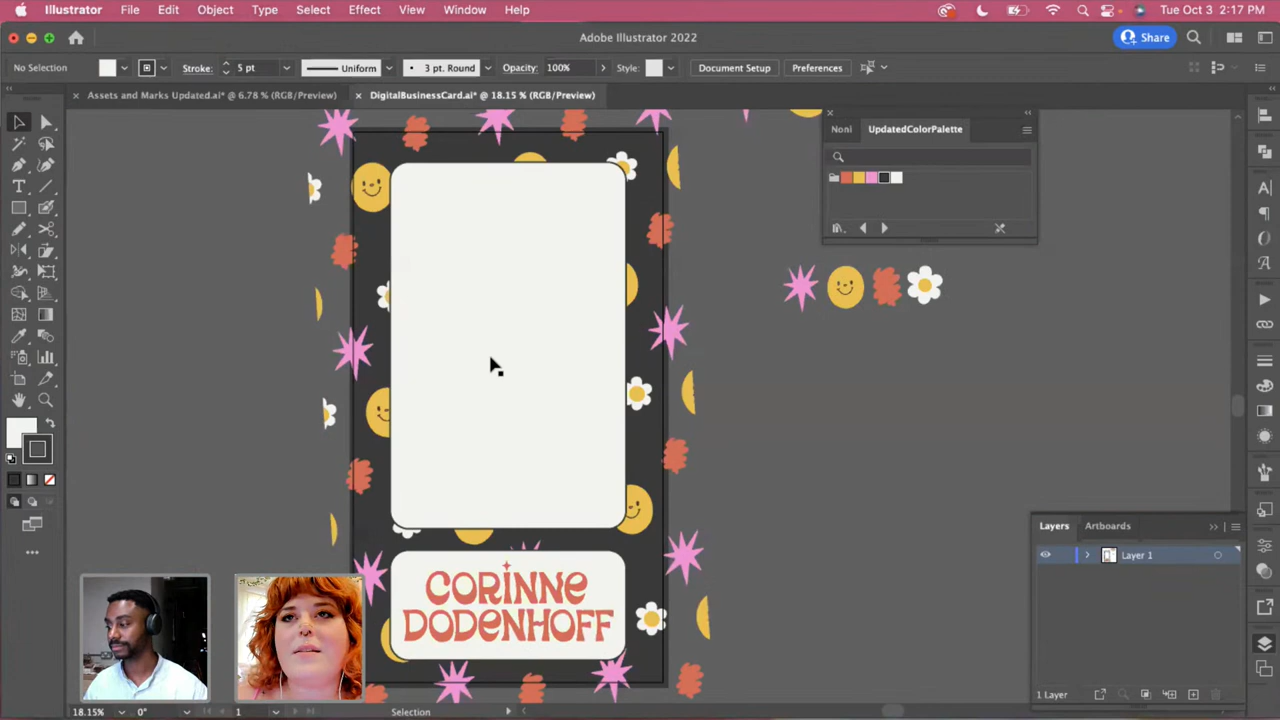 Illustrator File Edit Object Type Select Effect View Window Help Tue Oct 3 2:17 PM
Adobe Illustrator 2022 Share
No Selection Stroke: 5 pt Uniform 3 pt. Round Opacity: 100% Style: Document Setup Preferences
Assets and Marks Updated.ai* @ 6.78 % (RGB/Preview) DigitalBusinessCard.ai* @ 18.15 % (RGB/Preview)
Noni UpdatedColorPalette
CORINNE
DODENHOFF
Layers Artboards
Layer 1
1 Layer
18.15% 0° 1 Selection